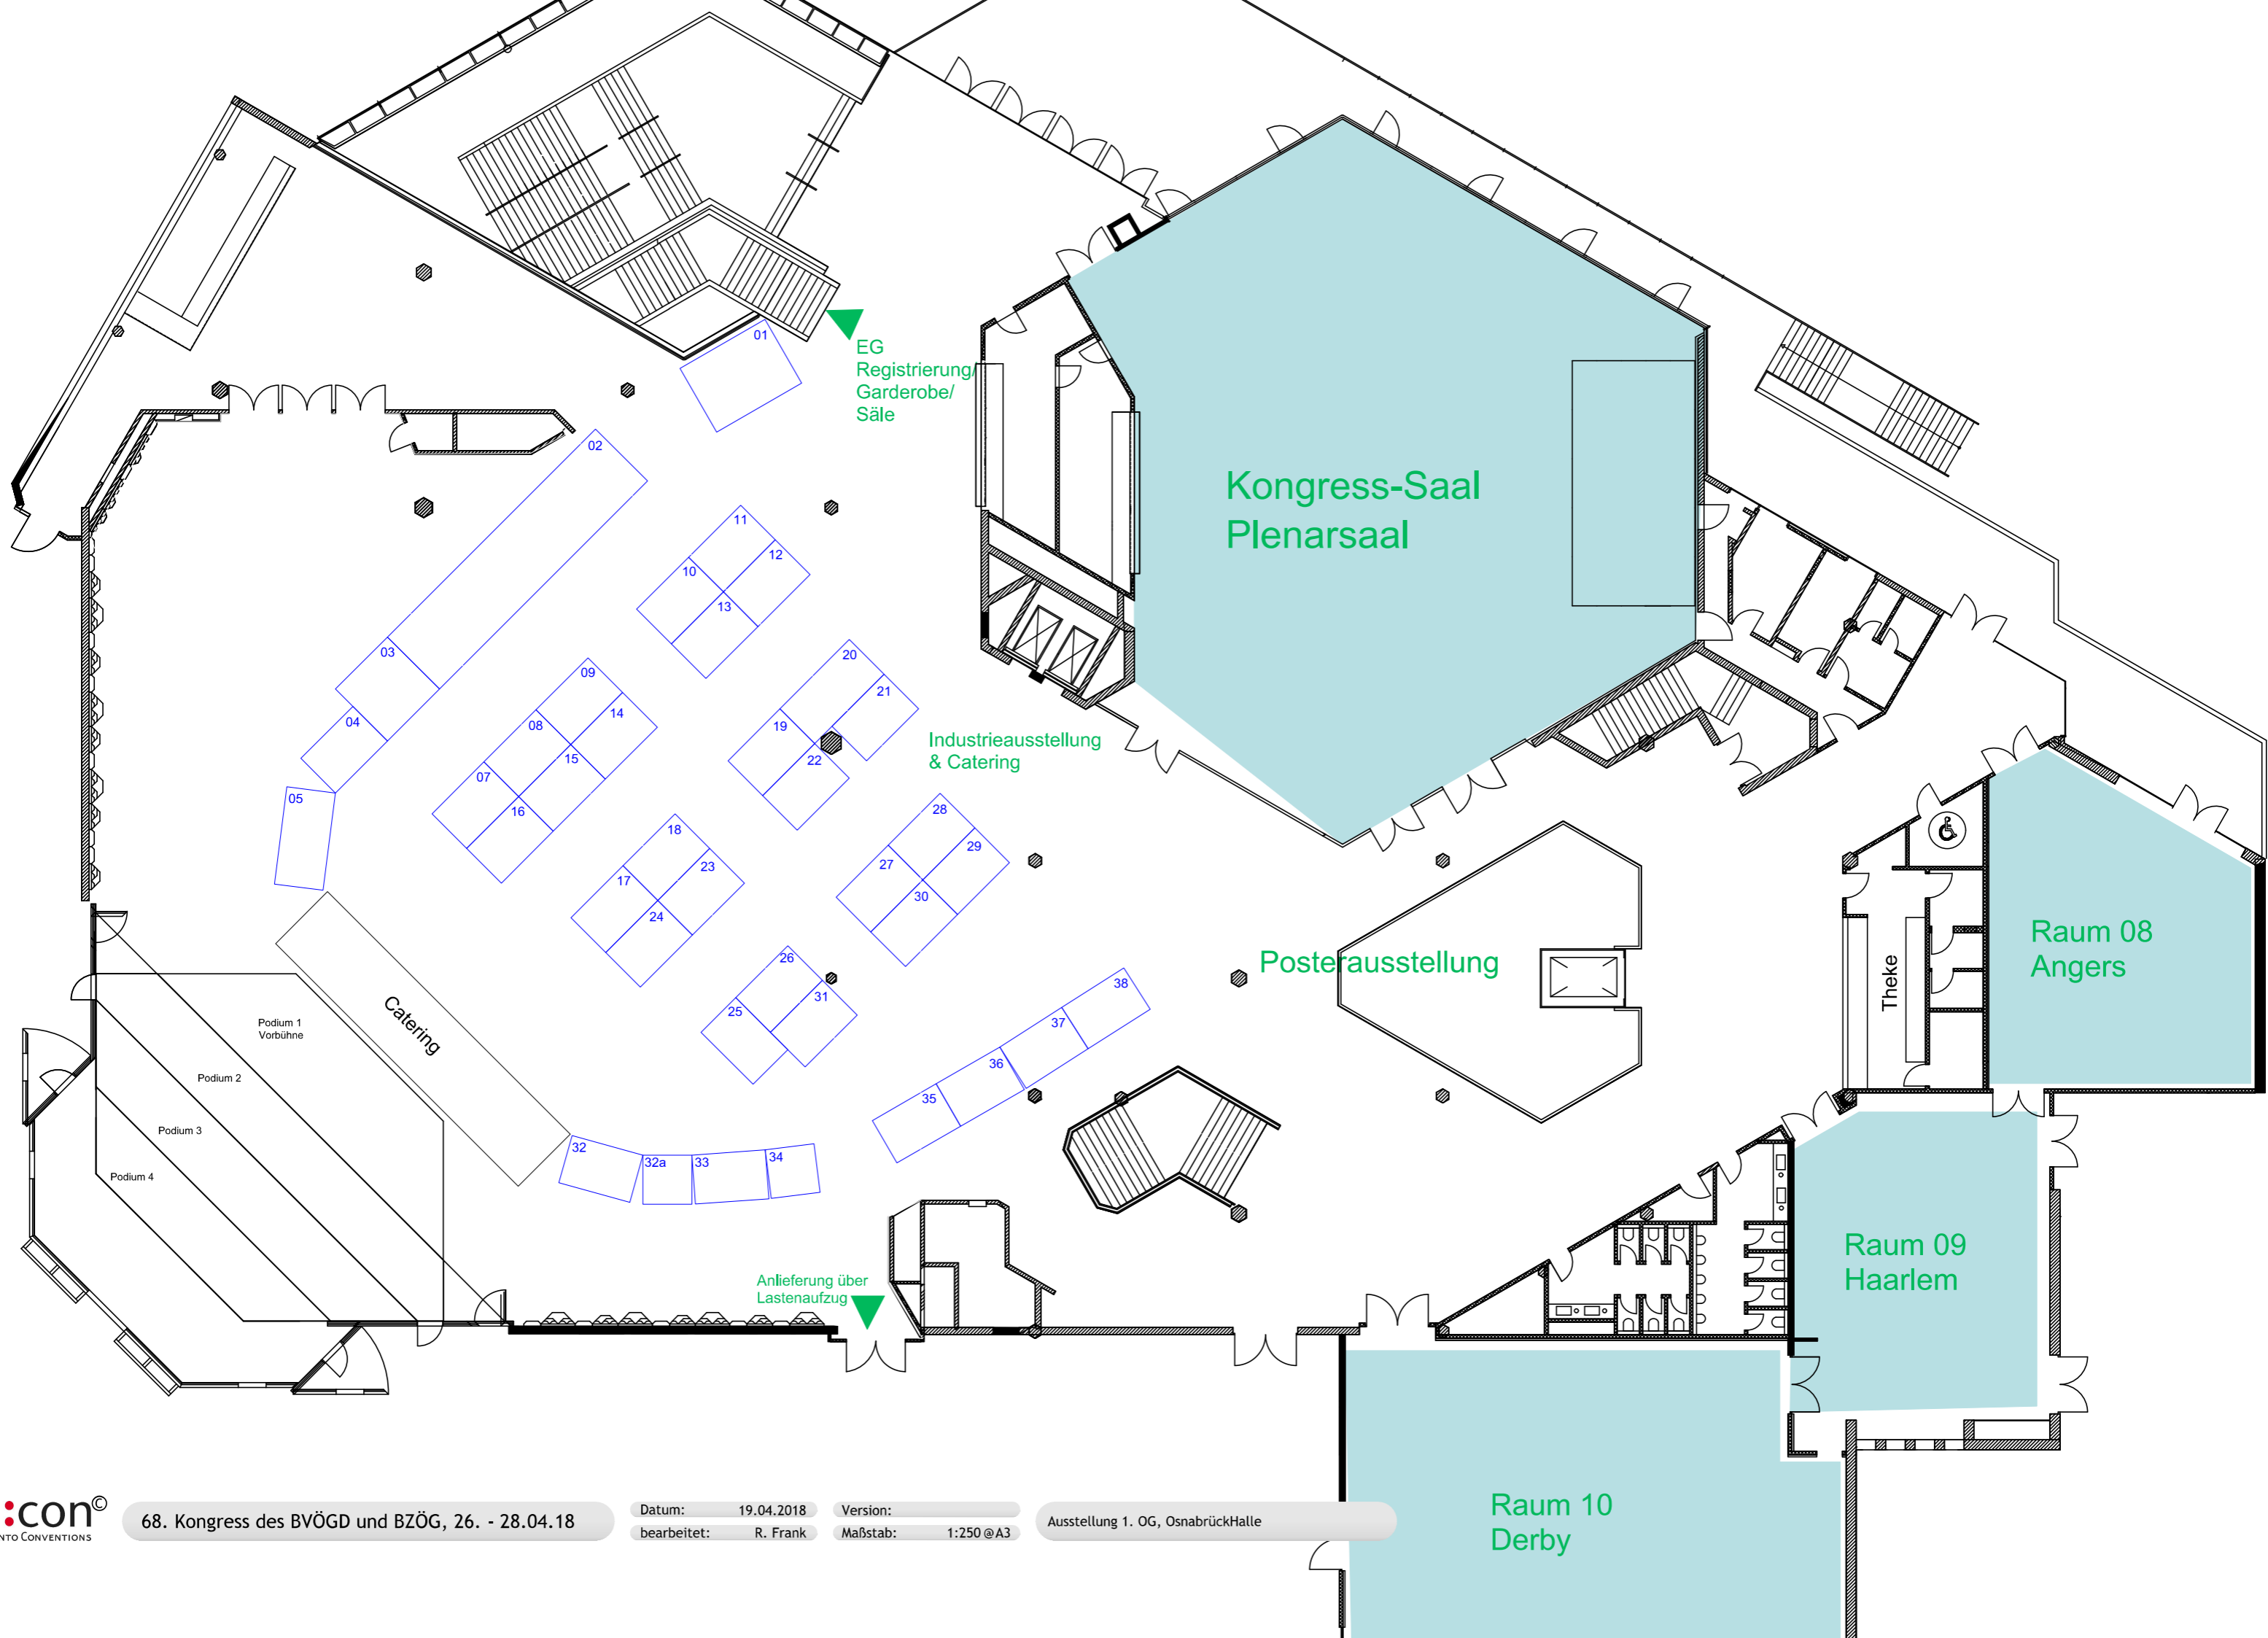 01
EG
Registrierung/
Garderobe/
Säle
02
Kongress-Saal
Plenarsaal
11
12
10
13
03
20
09
21
14
04
19
08
22
15
07
16
05
Industrieausstellung
& Catering
28
18
29
23
27
17
30
24
26
31
25
38
37
36
35
Posterausstellung
Theke
Raum 08
Angers
Catering
Podium 1
Vorbühne
Podium 2
Podium 3
Podium 4
32
32a
33
34
Raum 09
Haarlem
Anlieferung über
Lastenaufzug
:con©
NTO CONVENTIONS
68. Kongress des BVÖGD und BZÖG, 26. - 28.04.18
Datum: 19.04.2018
bearbeitet: R. Frank
Version:
Maßstab: 1:250@A3
Ausstellung 1. OG, OsnabrückHalle
Raum 10
Derby